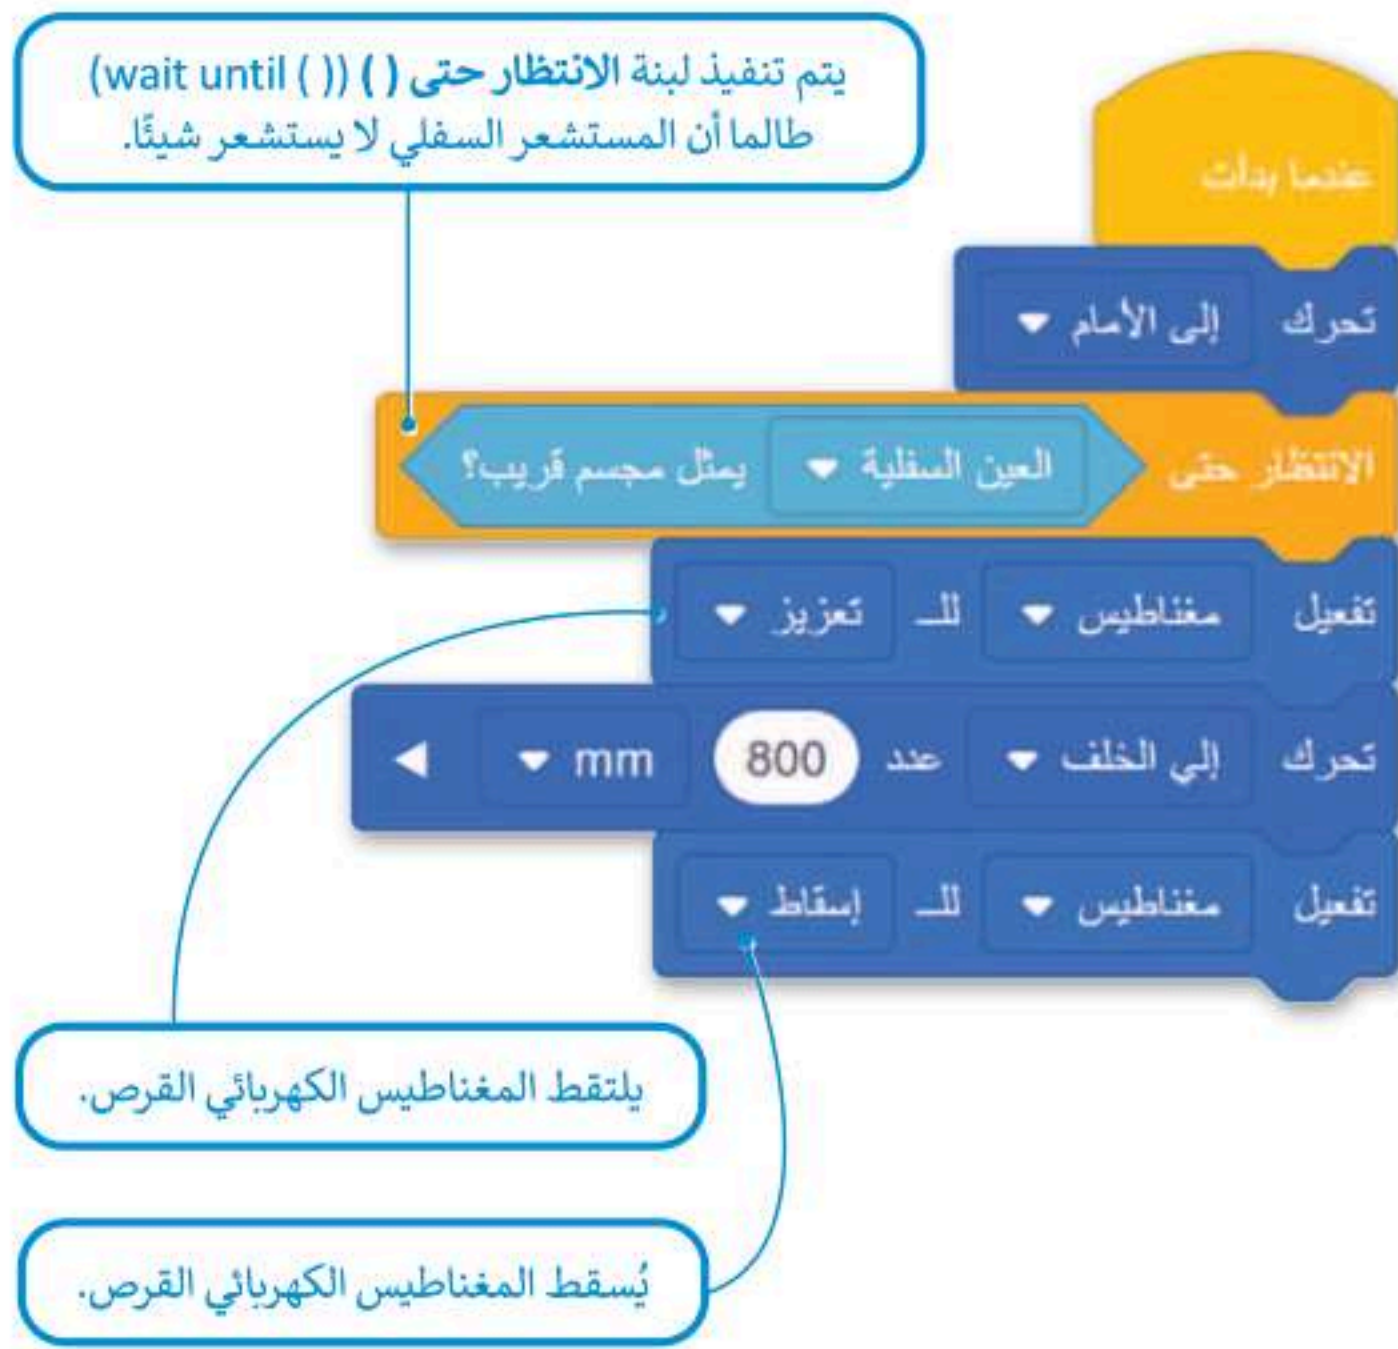 يتم تنفيذ لبنة الانتظار حتى ( ) (wait until ( ))
طالما أن المستشعر السفلي لا يستشعر شيئًا.
عندما بدأت
تحرك إلى الأمام
الانتظار حتى العين السفلية يمثل مجسم قريب؟
تفعيل مغناطيس للـ تعزيز
تحرك إلي الخلف عدد 800 mm
تفعيل مغناطيس للـ إسقاط
يلتقط المغناطيس الكهربائي القرص.
يُسقط المغناطيس الكهربائي القرص.